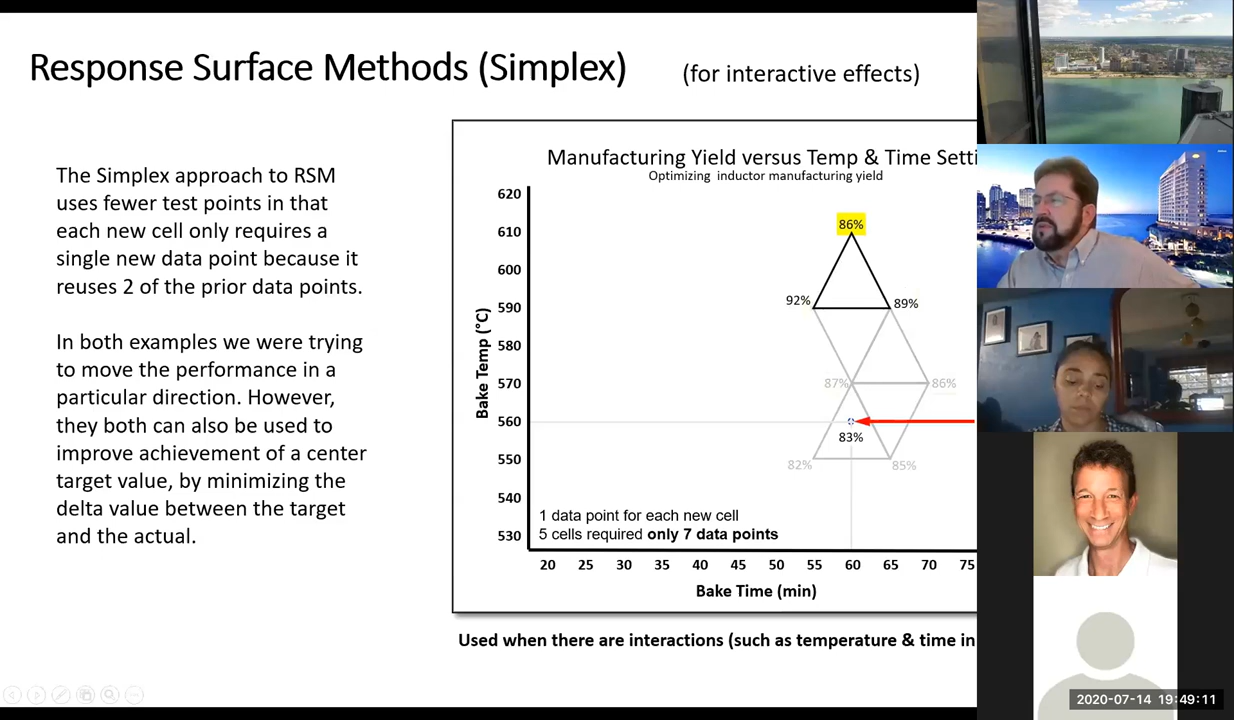 Response Surface Methods (Simplex)
(for interactive effects)
The Simplex approach to RSM
uses fewer test points in that
each new cell only requires a
single new data point because it
reuses 2 of the prior data points.
In both examples we were trying
to move the performance in a
particular direction. However,
they both can also be used to
improve achievement of a center
target value, by minimizing the
delta value between the target
and the actual.
Manufacturing Yield versus Temp & Time Setti
Optimizing inductor manufacturing yield
Bake Temp (°C)
620
610
600
590
580
570
560
550
540
530
86%
92%
89%
87%
86%
83%
82%
85%
1 data point for each new cell
5 cells required only 7 data points
20 25 30 35 40 45 50 55 60 65 70 75
Bake Time (min)
Used when there are interactions (such as temperature & time in
2020-07-14 19:49:11